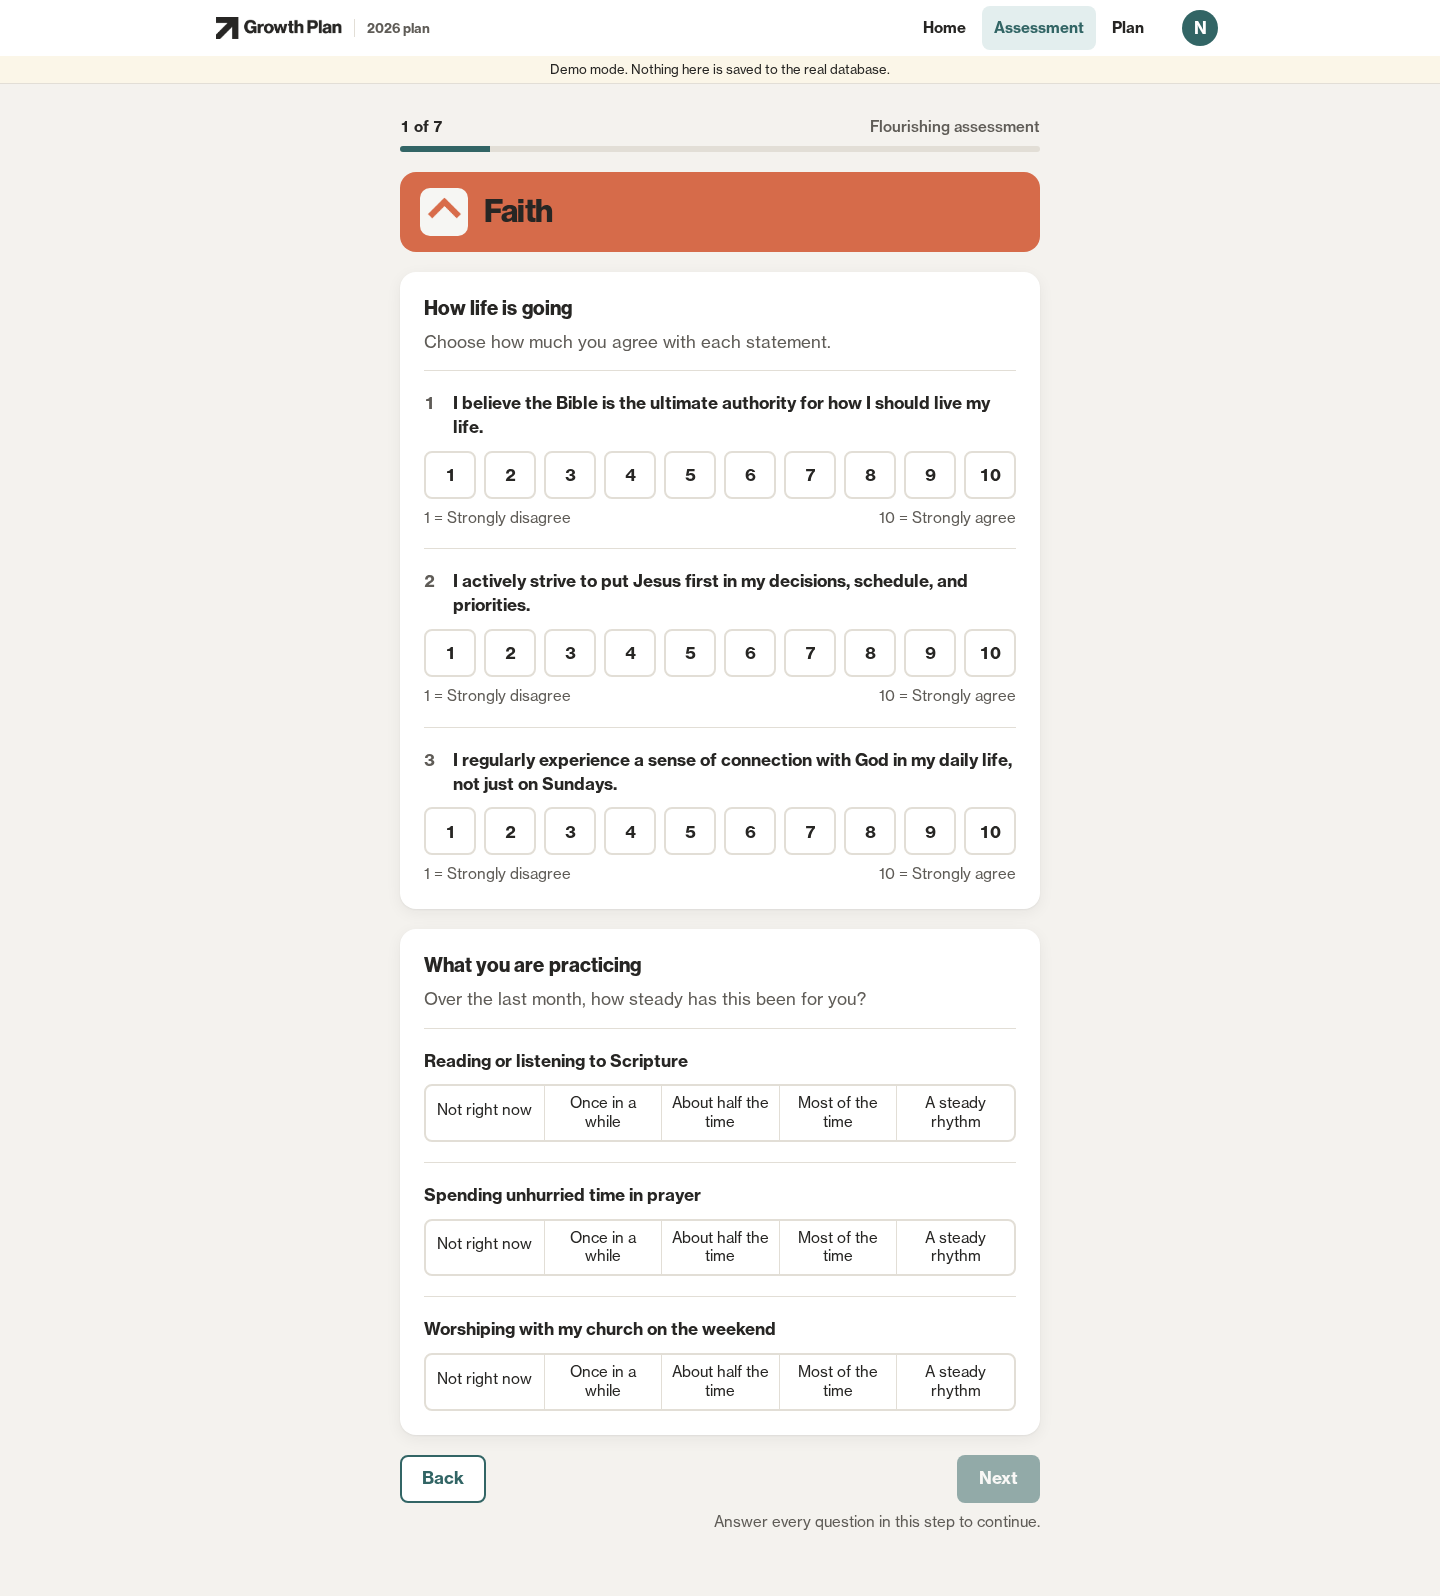 Growth Plan
2026 plan
Home
Assessment
Plan
N
Demo mode. Nothing here is saved to the real database.
1 of 7
Flourishing assessment
Faith
How life is going
Choose how much you agree with each statement.
1 I believe the Bible is the ultimate authority for how I should live my
life.
1 2 3 4 5 6 7 8 9 10
1 = Strongly disagree
10 = Strongly agree
2 I actively strive to put Jesus first in my decisions, schedule, and
priorities.
1 2 3 4 5 6 7 8 9 10
1 = Strongly disagree
10 = Strongly agree
3 I regularly experience a sense of connection with God in my daily life,
not just on Sundays.
1 2 3 4 5 6 7 8 9 10
1 = Strongly disagree
10 = Strongly agree
What you are practicing
Over the last month, how steady has this been for you?
Reading or listening to Scripture
Not right now
Once in a
while
About half the
time
Most of the
time
A steady
rhythm
Spending unhurried time in prayer
Not right now
Once in a
while
About half the
time
Most of the
time
A steady
rhythm
Worshiping with my church on the weekend
Not right now
Once in a
while
About half the
time
Most of the
time
A steady
rhythm
Back
Next
Answer every question in this step to continue.